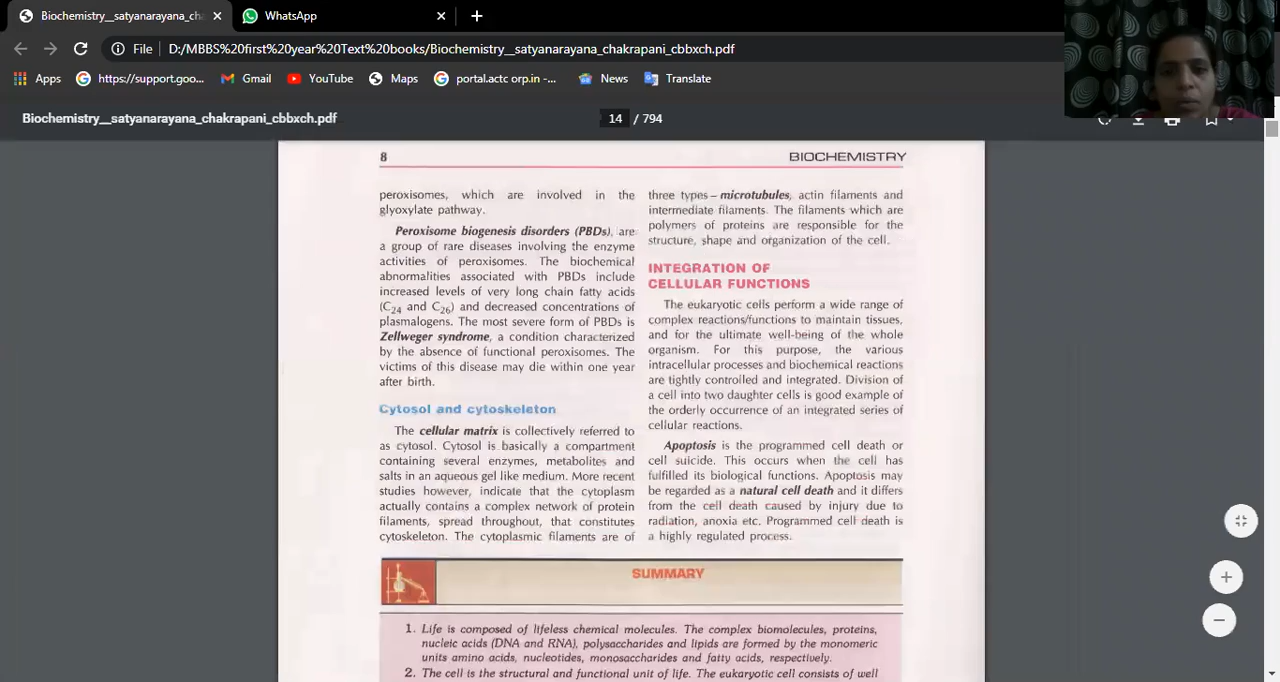 Biochemistry__satyanarayana_cha
WhatsApp
File
D:/MBBS%20first%20year%20Text%20books/Biochemistry__satyanarayana_chakrapani_cbbxch.pdf
Apps
https://support.goo...
Gmail
YouTube
Maps
portal.actc orp.in -...
News
Translate
Biochemistry__satyanarayana_chakrapani_cbbxch.pdf
14 / 794
8
BIOCHEMISTRY
peroxisomes, which are involved in the
glyoxylate pathway.
Peroxisome biogenesis disorders (PBDs), are
a group of rare diseases involving the enzyme
activities of peroxisomes. The biochemical
abnormalities associated with PBDs include
increased levels of very long chain fatty acids
(C24 and C26) and decreased concentrations of
plasmalogens. The most severe form of PBDs is
Zellweger syndrome, a condition characterized
by the absence of functional peroxisomes. The
victims of this disease may die within one year
after birth.
Cytosol and cytoskeleton
The cellular matrix is collectively referred to
as cytosol. Cytosol is basically a compartment
containing several enzymes, metabolites and
salts in an aqueous gel like medium. More recent
studies however, indicate that the cytoplasm
actually contains a complex network of protein
filaments, spread throughout, that constitutes
cytoskeleton. The cytoplasmic filaments are of
three types – microtubules, actin filaments and
intermediate filaments. The filaments which are
polymers of proteins are responsible for the
structure, shape and organization of the cell.
INTEGRATION OF
CELLULAR FUNCTIONS
The eukaryotic cells perform a wide range of
complex reactions/functions to maintain tissues,
and for the ultimate well-being of the whole
organism. For this purpose, the various
intracellular processes and biochemical reactions
are tightly controlled and integrated. Division of
a cell into two daughter cells is good example of
the orderly occurrence of an integrated series of
cellular reactions.
Apoptosis is the programmed cell death or
cell suicide. This occurs when the cell has
fulfilled its biological functions. Apoptosis may
be regarded as a natural cell death and it differs
from the cell death caused by injury due to
radiation, anoxia etc. Programmed cell death is
a highly regulated process.
SUMMARY
1. Life is composed of lifeless chemical molecules. The complex biomolecules, proteins,
nucleic acids (DNA and RNA), polysaccharides and lipids are formed by the monomeric
units amino acids, nucleotides, monosaccharides and fatty acids, respectively.
2. The cell is the structural and functional unit of life. The eukaryotic cell consists of well